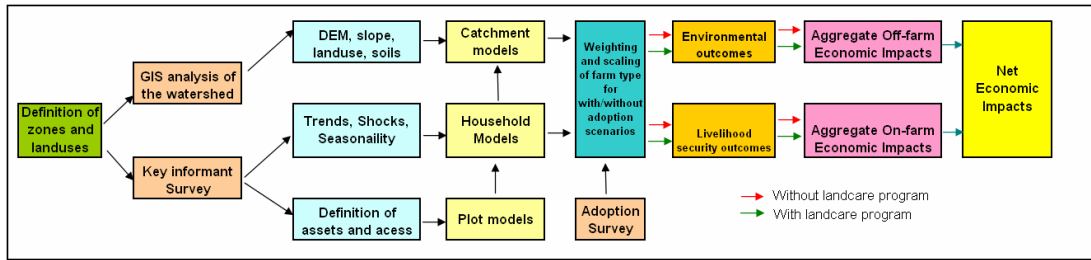 Definition of
zones and
landuses
GIS analysis of
the watershed
Key informant
Survey
DEM, slope,
landuse, soils
Trends, Shocks,
Seasonaility
Definition of
assets and acess
Catchment
models
Household
Models
Plot models
Weighting
and scaling
of farm type
for
with/without
adoption
scenarios
Adoption
Survey
Environmental
outcomes
Livelihood
security outcomes
Aggregate Off-farm
Economic Impacts
Aggregate On-farm
Economic Impacts
Net
Economic
Impacts
Without landcare program
With landcare program